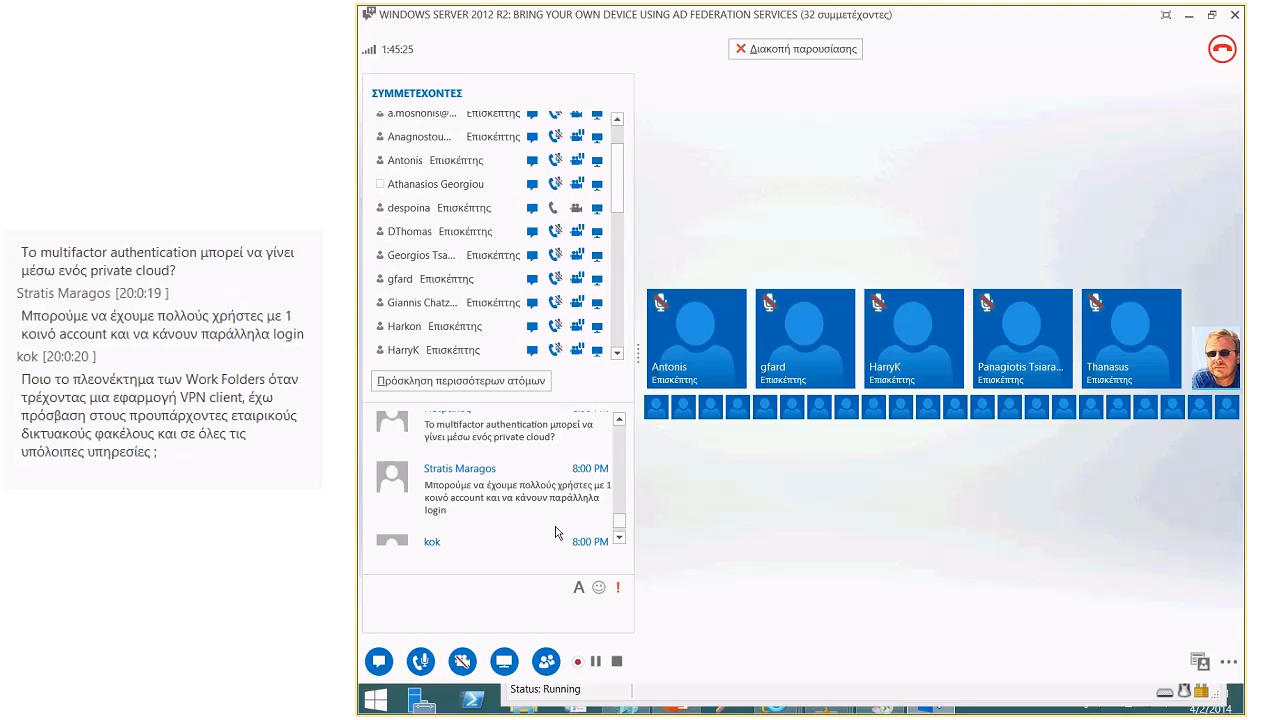 Το multifactor authentication μπορεί να γίνει
μέσω ενός private cloud?
Stratis Maragos [20:0:19 ]
Μπορούμε να έχουμε πολλούς χρήστες με 1
κοινό account και να κάνουν παράλληλα login
kok [20:0:20 ]
Ποιο το πλεονέκτημα των Work Folders όταν
τρέχοντας μια εφαρμογή VPN client, έχω
πρόσβαση στους προυπάρχοντες εταιρικούς
δικτυακούς φακέλους και σε όλες τις
υπόλοιπες υπηρεσίες ;
WINDOWS SERVER 2012 R2: BRING YOUR OWN DEVICE USING AD FEDERATION SERVICES (32 συμμετέχοντες)
1:45:25
Διακοπή παρουσίασης
ΣΥΜΜΕΤΕΧΟΝΤΕΣ
a.mosnonis@... Επισκέπτης
Anagnostou... Επισκέπτης
Antonis Επισκέπτης
Athanasios Georgiou
despoina Επισκέπτης
DThomas Επισκέπτης
Georgios Tsa... Επισκέπτης
gfard Επισκέπτης
Giannis Chatz... Επισκέπτης
Harkon Επισκέπτης
HarryK Επισκέπτης
Πρόσκληση περισσότερων ατόμων
Το multifactor authentication μπορεί να
γίνει μέσω ενός private cloud?
Stratis Maragos 8:00 PM
Μπορούμε να έχουμε πολλούς χρήστες με 1
κοινό account και να κάνουν παράλληλα
login
kok 8:00 PM
A
Antonis
Επισκέπτης
gfard
Επισκέπτης
HarryK
Επισκέπτης
Panagiotis Tsiara...
Επισκέπτης
Thanasus
Επισκέπτης
Status: Running
4/2/2014